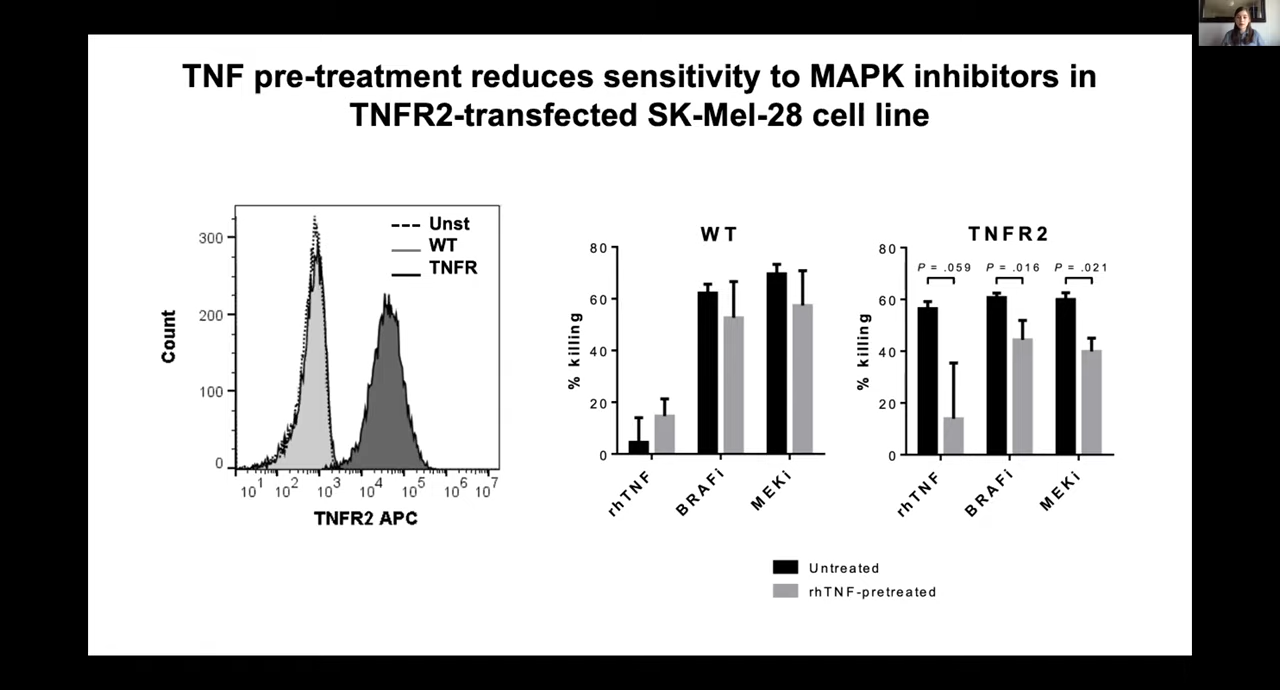 TNF pre-treatment reduces sensitivity to MAPK inhibitors in
TNFR2-transfected SK-Mel-28 cell line
Unst
WT
TNFR
300
200
100
0
Count
10^1 10^2 10^3 10^4 10^5 10^6 10^7
TNFR2 APC
WT
80
60
40
20
0
% killing
rhTNF
BRAFi
MEKi
TNFR2
P = .059 P = .016 P = .021
80
60
40
20
0
% killing
rhTNF
BRAFi
MEKi
Untreated
rhTNF-pretreated